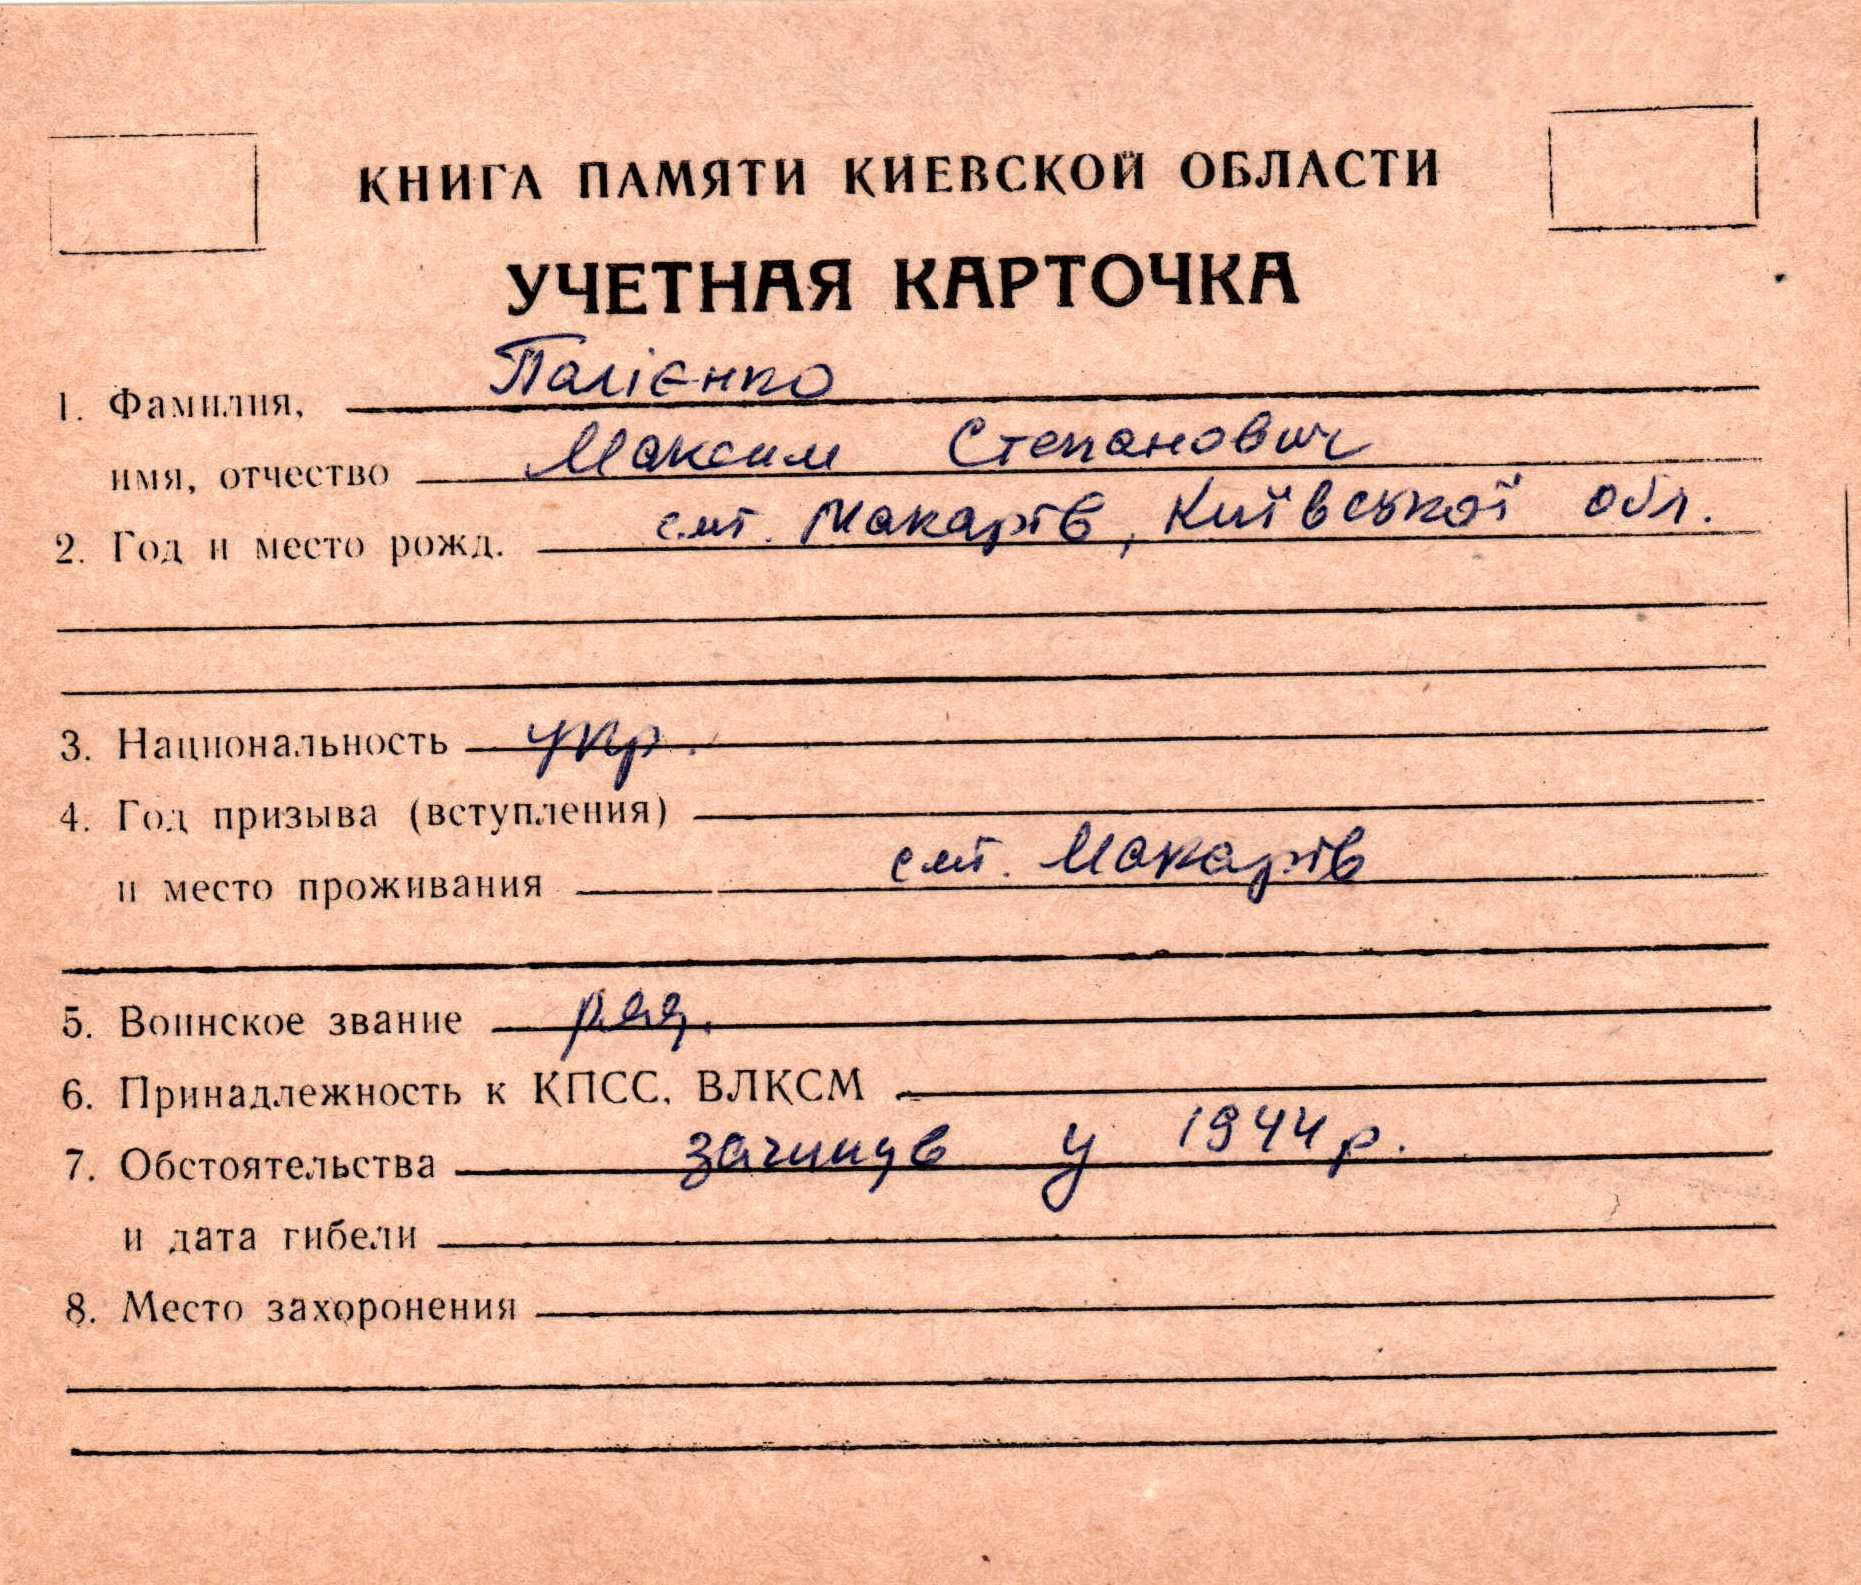 КНИГА ПАМЯТИ КИЕВСКОЙ ОБЛАСТИ
УЧЕТНАЯ КАРТОЧКА
1. Фамилия, Палієнко
имя, отчество Максим Степанович
2. Год и место рожд. смт. Макарів, Київської обл.
3. Национальность укр.
4. Год призыва (вступления)
и место проживания смт. Макарів
5. Воинское звание ряд.
6. Принадлежность к КПСС, ВЛКСМ
7. Обстоятельства загинув у 1944 р.
и дата гибели
8. Место захоронения